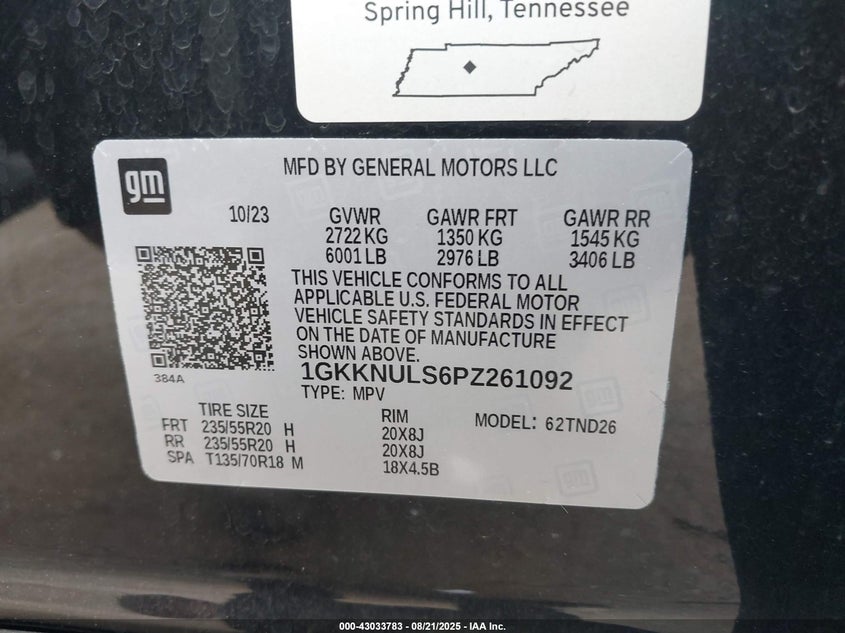 Spring Hill, Tennessee
gm
MFD BY GENERAL MOTORS LLC
10/23 GVWR GAWR FRT GAWR RR
2722 KG 1350 KG 1545 KG
6001 LB 2976 LB 3406 LB
THIS VEHICLE CONFORMS TO ALL
APPLICABLE U.S. FEDERAL MOTOR
VEHICLE SAFETY STANDARDS IN EFFECT
ON THE DATE OF MANUFACTURE
SHOWN ABOVE.
384A
1GKKNULS6PZ261092
TYPE: MPV
TIRE SIZE RIM MODEL: 62TND26
FRT 235/55R20 H 20X8J
RR 235/55R20 H 20X8J
SPA T135/70R18 M 18X4.5B
000-43033783 - 08/21/2025 - IAA Inc.